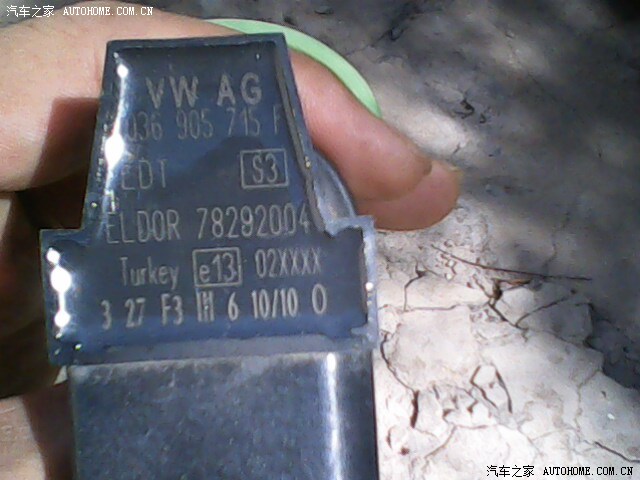 汽车之家 AUTOHOME.COM.CN
VW AG
036 905 715 F
EDT S3
ELDOR 78292004
Turkey e13 02XXXX
3 27 F3 6 10/10 O
汽车之家 AUTOHOME.COM.CN